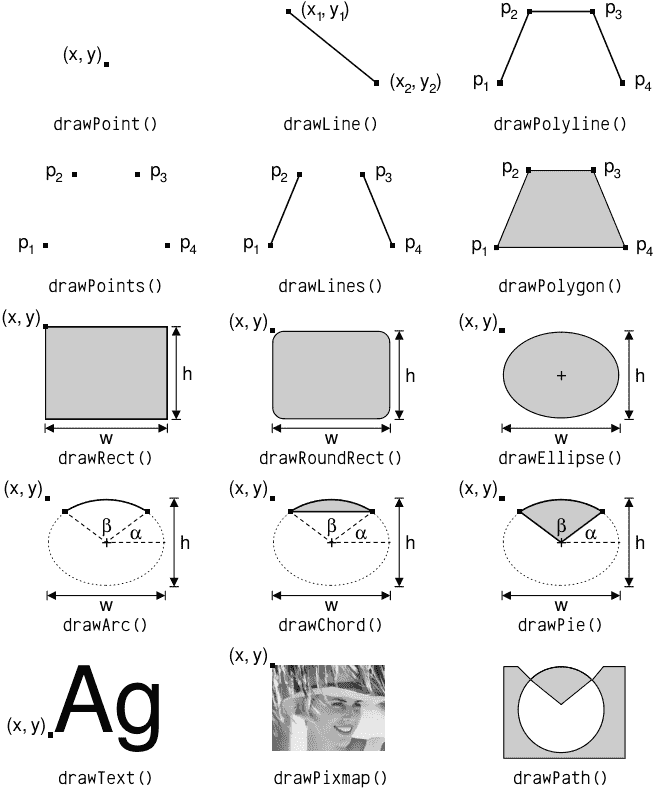 (x, y)
(x1, y1)
(x2, y2)
p2 p3
p1 p4
drawPoint() drawLine() drawPolyline()
p2 p3 p2 p3 p2 p3
p1 p4 p1 p4 p1 p4
drawPoints() drawLines() drawPolygon()
(x, y) (x, y) (x, y)
h h h
w w w
drawRect() drawRoundRect() drawEllipse()
(x, y) (x, y) (x, y)
β α h β α h β α h
w w w
drawArc() drawChord() drawPie()
(x, y)
Ag
(x, y)
drawText() drawPixmap() drawPath()